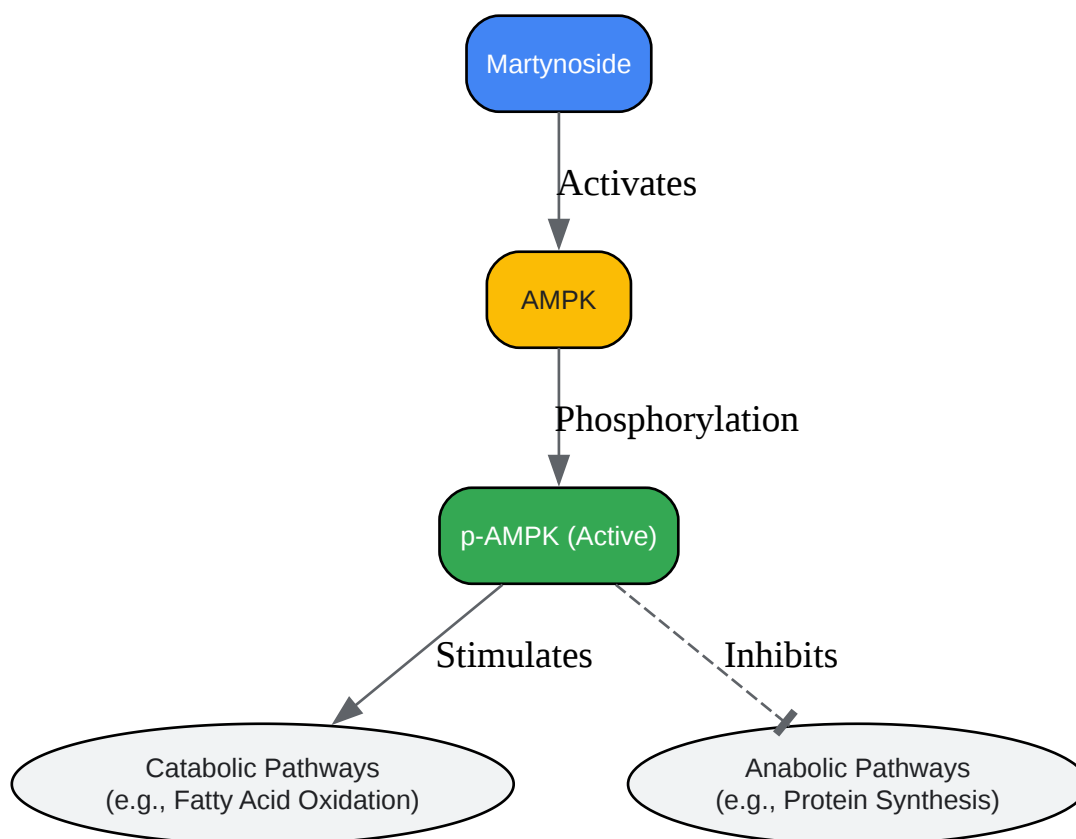 Martynoside
Activates
AMPK
Phosphorylation
p-AMPK (Active)
Stimulates
Inhibits
Catabolic Pathways
(e.g., Fatty Acid Oxidation)
Anabolic Pathways
(e.g., Protein Synthesis)